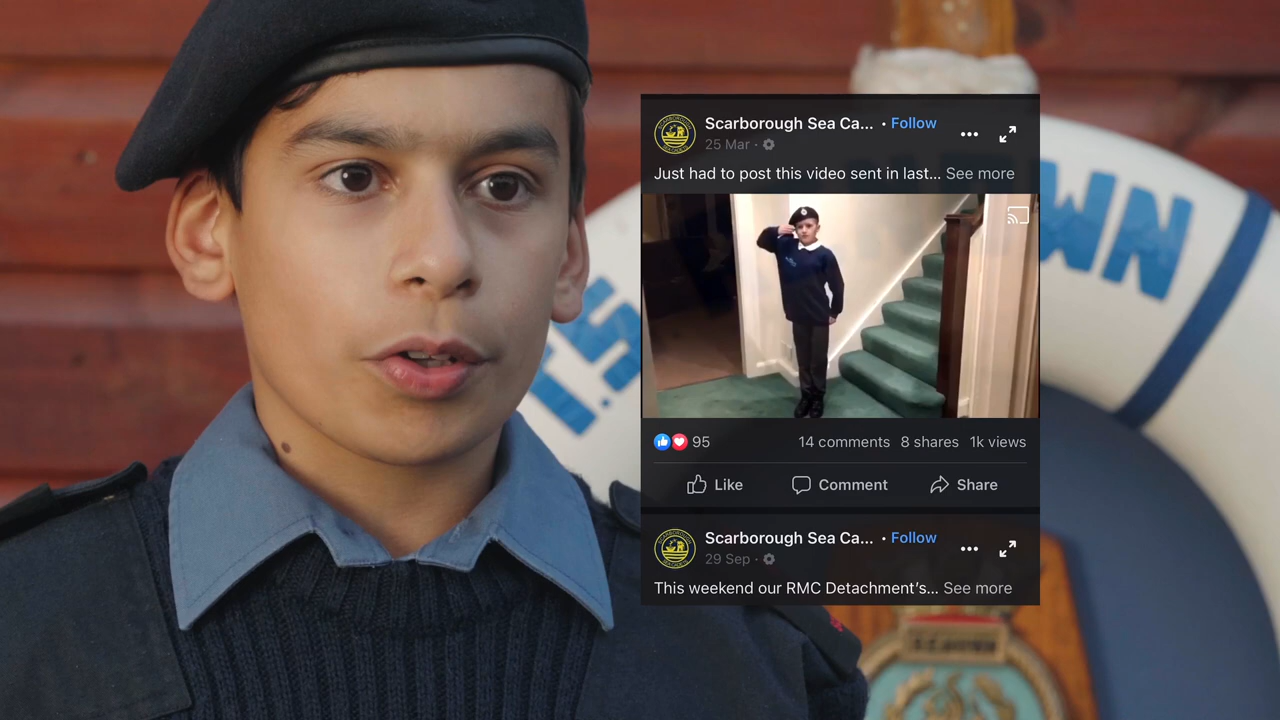 Scarborough Sea Ca... • Follow
25 Mar ·
Just had to post this video sent in last... See more
95
14 comments 8 shares 1k views
Like Comment Share
Scarborough Sea Ca... • Follow
29 Sep ·
This weekend our RMC Detachment's... See more